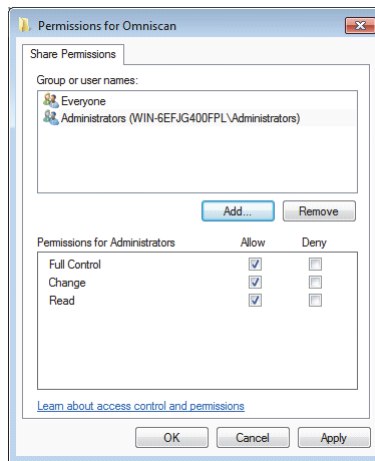 Permissions for Omniscan
Share Permissions
Group or user names:
Everyone
Administrators (WIN-6EFJG400FPL\Administrators)
Add... Remove
Permissions for Administrators Allow Deny
Full Control
Change
Read
Learn about access control and permissions
OK Cancel Apply